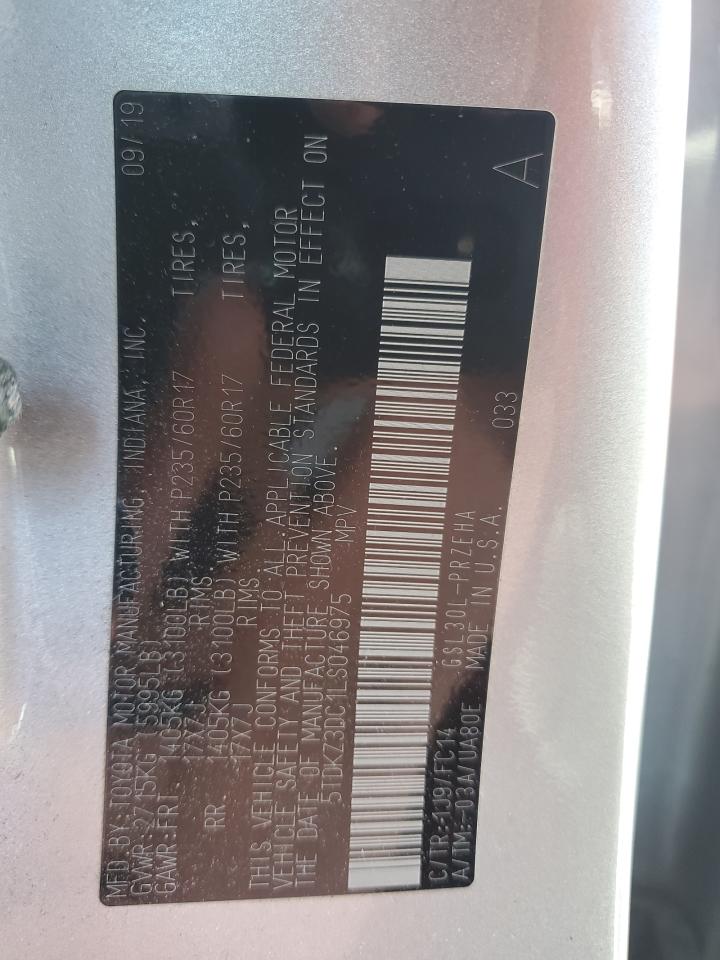 MFD.BY:TOYOTA MOTOR MANUFACTURING, INDIANA, INC. 09/19
GVWR:2715KG ( 5995LB)
GAWR:FRT 1405KG (3100LB) WITH P235/60R17 TIRES,
17X7J RIMS
RR 1405KG (3100LB) WITH P235/60R17 TIRES,
17X7J RIMS
THIS VEHICLE CONFORMS TO ALL APPLICABLE FEDERAL MOTOR
VEHICLE SAFETY AND THEFT PREVENTION STANDARDS IN EFFECT ON
THE DATE OF MANUFACTURE SHOWN ABOVE.
5TDKZ3DC1LS046975 MPV
C/TR:1J9/FC14 GSL30L-PRZEHA 033 A
A/TM:-03A/UA80E MADE IN U.S.A.